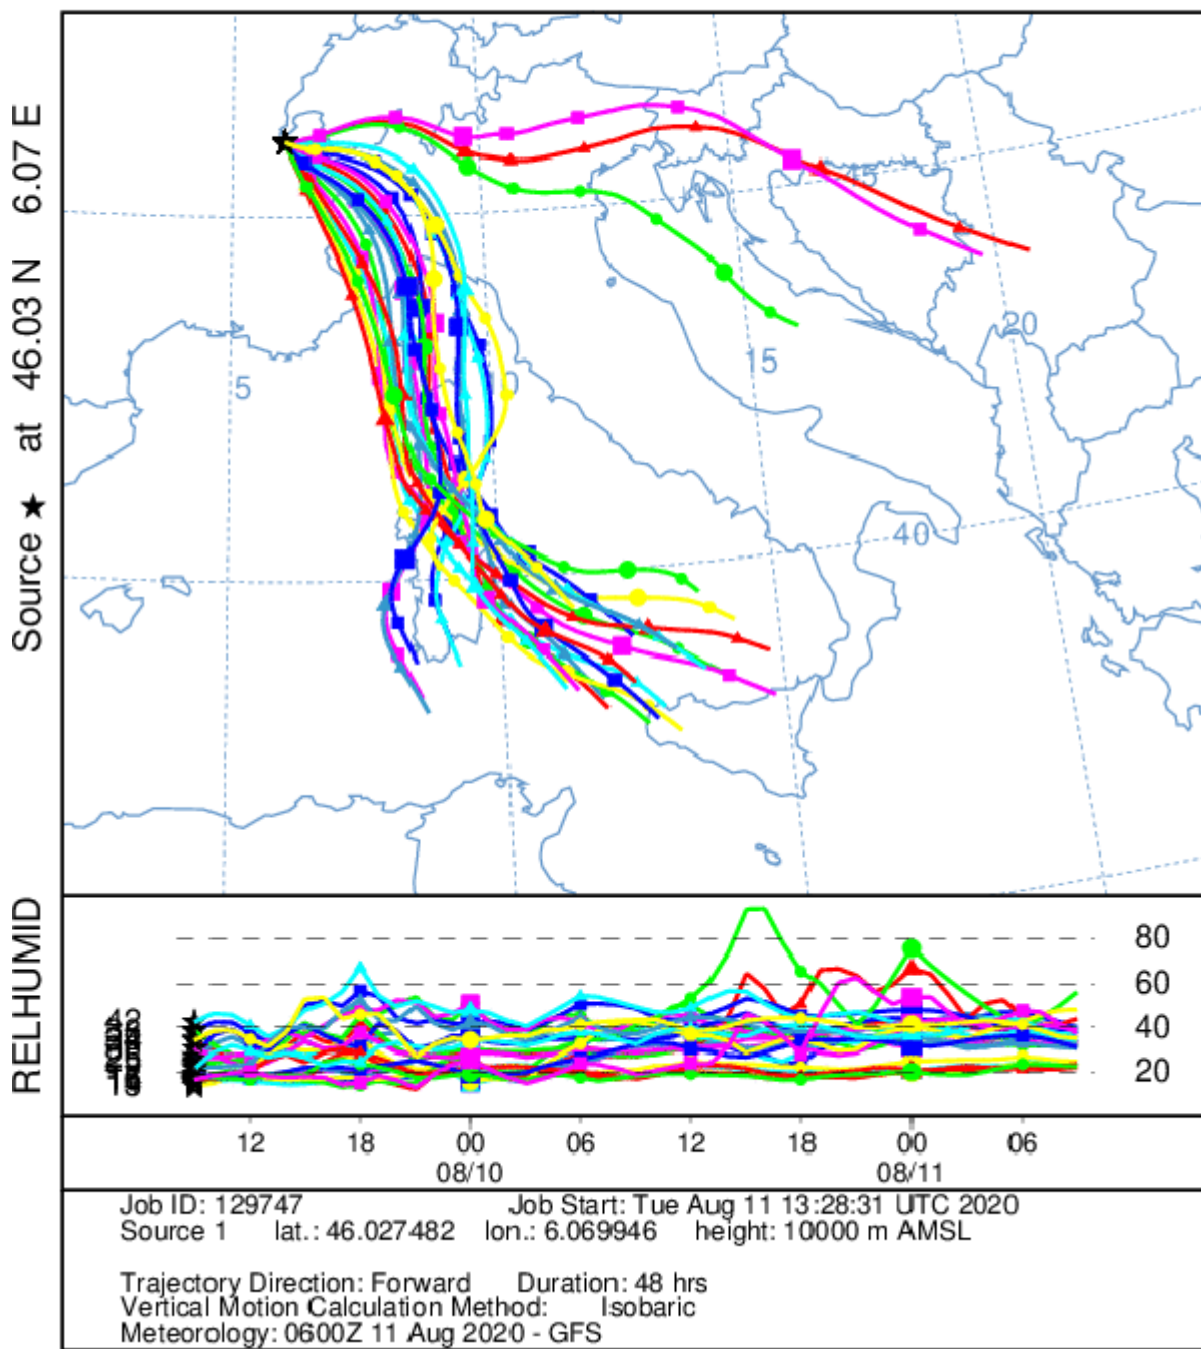 Source ★ at 46.03 N 6.07 E
15
5
20
15
40
RELHUMID
80
60
40
20
12 18 00 06 12 18 00 06
08/10 08/11
Job ID: 129747 Job Start: Tue Aug 11 13:28:31 UTC 2020
Source 1 lat.: 46.027482 lon.: 6.069946 height: 10000 m AMSL
Trajectory Direction: Forward Duration: 48 hrs
Vertical Motion Calculation Method: Isobaric
Meteorology: 0600Z 11 Aug 2020 - GFS